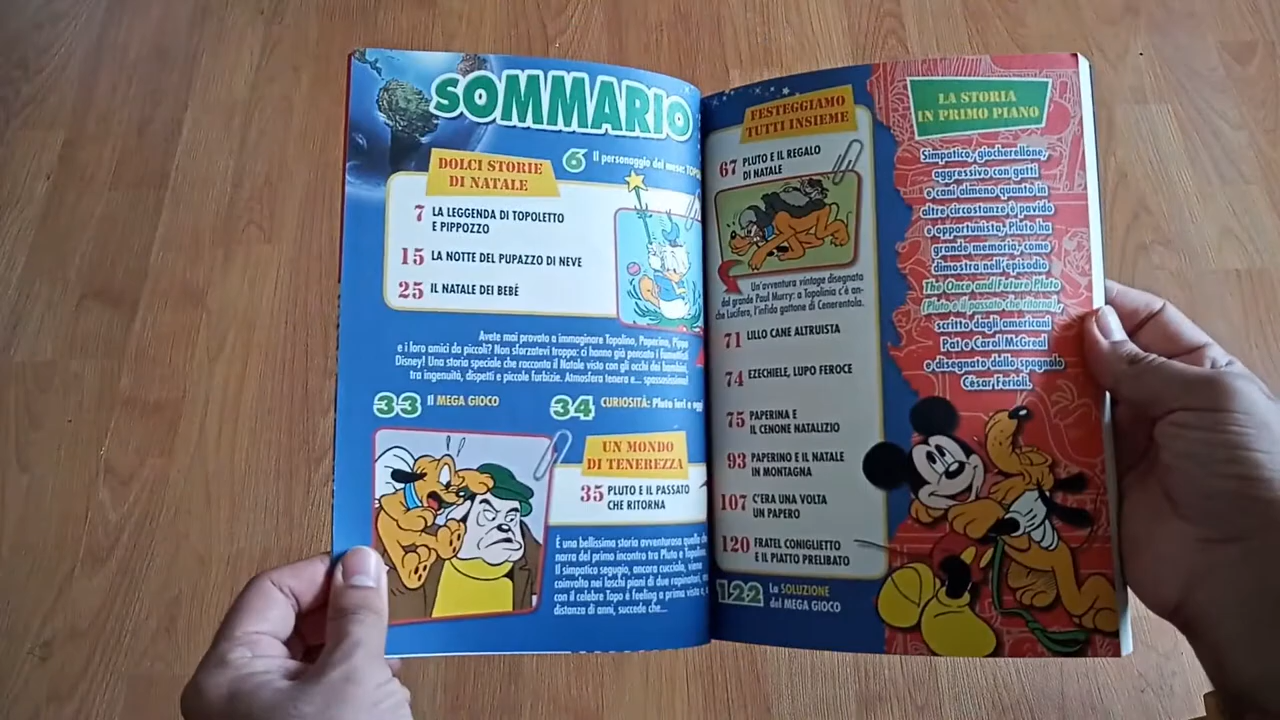 SOMMARIO
6 Il personaggio del mese:
DOLCI STORIE
DI NATALE
7 LA LEGGENDA DI TOPOLETTO
E PIPPOZZO
15 LA NOTTE DEL PUPAZZO DI NEVE
25 IL NATALE DEI BEBÈ
Avete mai provato a immaginare Topolino, Paperino, Pippo
e i loro amici da piccoli? Non sforzatevi troppo: ci hanno già pensato i fumettisti
Disney! Una storia speciale che racconta il Natale visto con gli occhi dei bambini,
tra ingenuità, dispetti e piccole furbizie. Atmosfera tenera e... spassosissima!
33 Il MEGA GIOCO
34 CURIOSITÀ: Pluto ieri e oggi
UN MONDO
DI TENEREZZA
35 PLUTO E IL PASSATO
CHE RITORNA
È una bellissima storia avventurosa quella che
narra del primo incontro tra Pluto e Topolino.
Il simpatico segugio, ancora cucciolo, viene
coinvolto nei loschi piani di due rapinatori,
con il celebre Topo è feeling a prima vista e, a
distanza di anni, succede che...
FESTEGGIAMO
TUTTI INSIEME
67 PLUTO E IL REGALO
DI NATALE
Un'avventura vintage disegnata
dal grande Paul Murry: a Topolinia c'è an-
che Lucifero, l'infido gattone di Cenerentola.
71 LILLO CANE ALTRUISTA
74 EZECHIELE, LUPO FEROCE
75 PAPERINA E
IL CENONE NATALIZIO
93 PAPERINO E IL NATALE
IN MONTAGNA
107 C'ERA UNA VOLTA
UN PAPERO
120 FRATEL CONIGLIETTO
E IL PIATTO PRELIBATO
122 La SOLUZIONE
del MEGA GIOCO
LA STORIA
IN PRIMO PIANO
Simpatico, giocherellone,
aggressivo con gatti
e cani almeno quanto in
altre circostanze è pavido
e opportunista, Pluto ha
grande memoria, come
dimostra nell'episodio
The Once and Future Pluto
(Pluto e il passato che ritorna),
scritto dagli americani
Pat e Carol McGreal
e disegnato dallo spagnolo
César Ferioli.